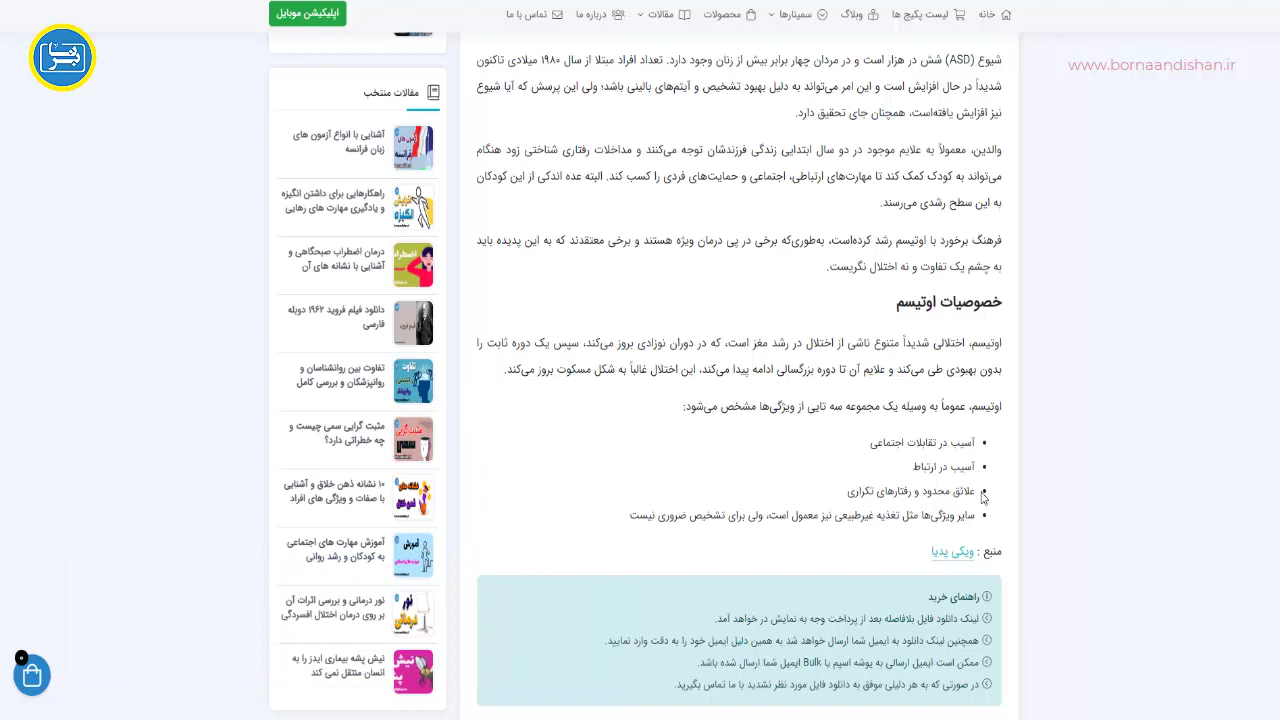 خانه
لیست پکیج ها
وبلاگ
سمینارها
محصولات
مقالات
درباره ما
تماس با ما
اپلیکیشن موبایل
www.bornaandishan.ir
شیوع (ASD) شش در هزار است و در مردان چهار برابر بیش از زنان وجود دارد. تعداد افراد مبتلا از سال ۱۹۸۰ میلادی تاکنون
شدیداً در حال افزایش است و این امر می‌تواند به دلیل بهبود تشخیص و آیتم‌های بالینی باشد؛ ولی این پرسش که آیا شیوع
نیز افزایش یافته‌است، همچنان جای تحقیق دارد.
والدین، معمولاً به علایم موجود در دو سال ابتدایی زندگی فرزندشان توجه می‌کنند و مداخلات رفتاری شناختی زود هنگام
می‌تواند به کودک کمک کند تا مهارت‌های ارتباطی، اجتماعی و حمایت‌های فردی را کسب کند. البته عده اندکی از این کودکان
به این سطح رشدی می‌رسند.
فرهنگ برخورد با اوتیسم رشد کرده‌است، به‌طوری‌که برخی در پی درمان ویژه هستند و برخی معتقدند که به این پدیده باید
به چشم یک تفاوت و نه اختلال نگریست.
خصوصیات اوتیسم
اوتیسم، اختلالی شدیداً متنوع ناشی از اختلال در رشد مغز است، که در دوران نوزادی بروز می‌کند، سپس یک دوره ثابت را
بدون بهبودی طی می‌کند و علایم آن تا دوره بزرگسالی ادامه پیدا می‌کند، این اختلال غالباً به شکل مسکوت بروز می‌کند.
اوتیسم، عموماً به وسیله یک مجموعه سه تایی از ویژگی‌ها مشخص می‌شود:
آسیب در تقابلات اجتماعی
آسیب در ارتباط
علائق محدود و رفتارهای
سایر ویژگی‌ها مثل تغذیه غیرطبیعی نیز معمول است، ولی برای تشخیص ضروری نیست
منبع : ویکی پدیا
راهنمای خرید
لینک دانلود فایل بلافاصله بعد از پرداخت وجه به نمایش در خواهد آمد.
همچنین لینک دانلود به ایمیل شما ارسال خواهد شد به همین دلیل ایمیل خود را به دقت وارد نمایید.
ممکن است ایمیل ارسالی به پوشه اسپم یا Bulk ایمیل شما ارسال شده باشد
در صورتی که به هر دلیلی موفق به دانلود فایل مورد نظر نشدید با ما تماس بگیرید.
مقالات منتخب
آشنایی با انواع آزمون های
زبان فرانسه
راهکارهایی برای داشتن انگیزه
و یادگیری مهارت های رهایی
درمان اضطراب صبحگاهی و
آشنایی با نشانه های آن
دانلود فیلم فروید ۱۹۶۲ دوبله
فارسی
تفاوت بین روانشناسان و
روانپزشکان و بررسی کامل
مثبت گرایی سمی چیست و
چه خطراتی دارد؟
۱۰ نشانه ذهن خلاق و آشنایی
با صفات و ویژگی های افراد
آموزش مهارت های اجتماعی
به کودکان و رشد روانی
نور درمانی و بررسی اثرات آن
بر روی درمان اختلال افسردگی
نیش پشه بیماری ایدز را به
انسان منتقل نمی کند
۰